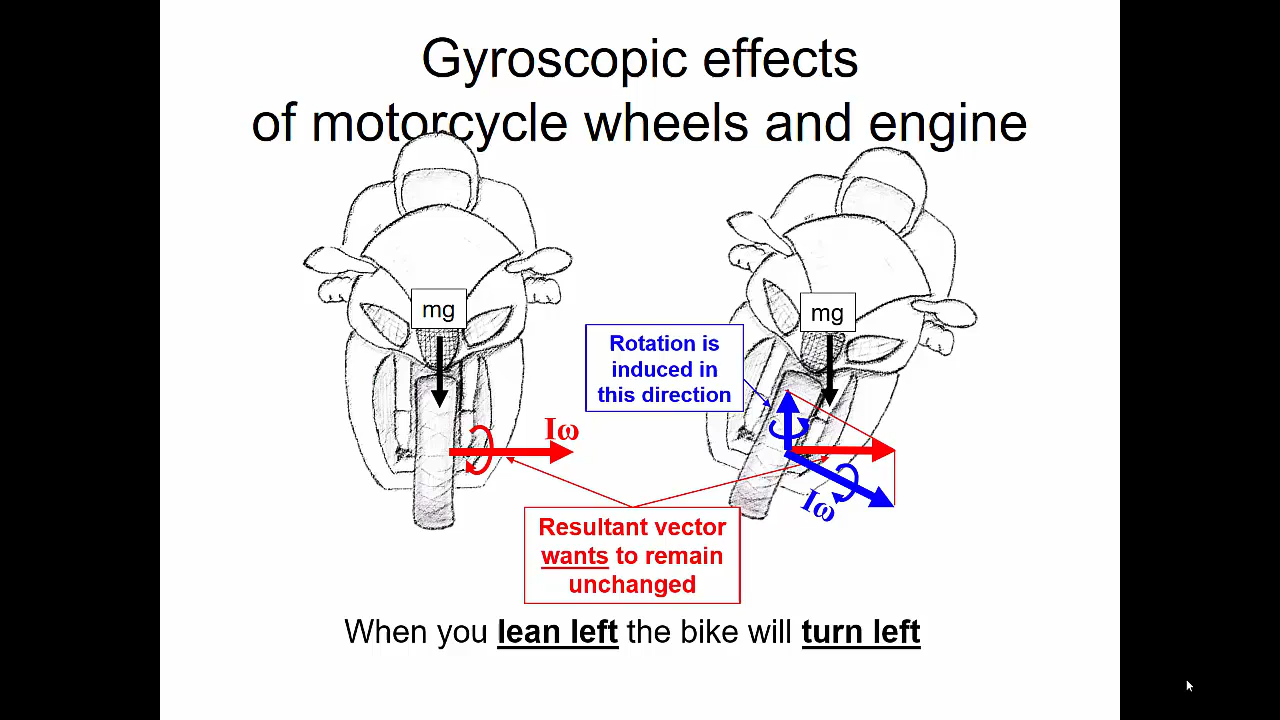 Gyroscopic effects
of motorcycle wheels and engine
mg
mg
Rotation is
induced in
this direction
Iω
Iω
Resultant vector
wants to remain
unchanged
When you lean left the bike will turn left